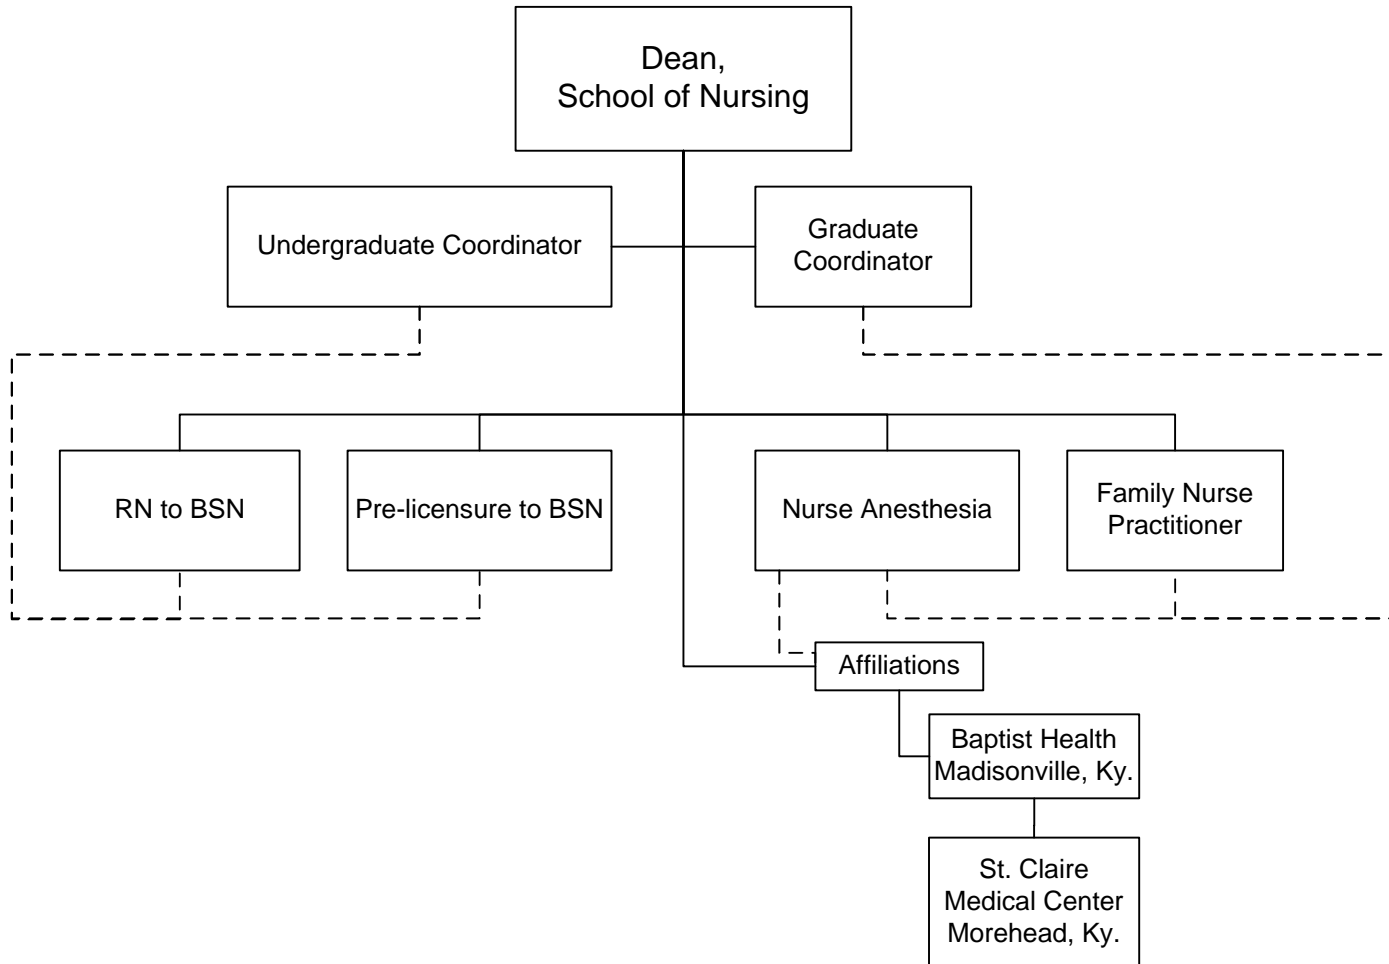 Dean,
School of Nursing
Undergraduate Coordinator
Graduate
Coordinator
RN to BSN
Pre-licensure to BSN
Nurse Anesthesia
Family Nurse
Practitioner
Affiliations
Baptist Health
Madisonville, Ky.
St. Claire
Medical Center
Morehead, Ky.